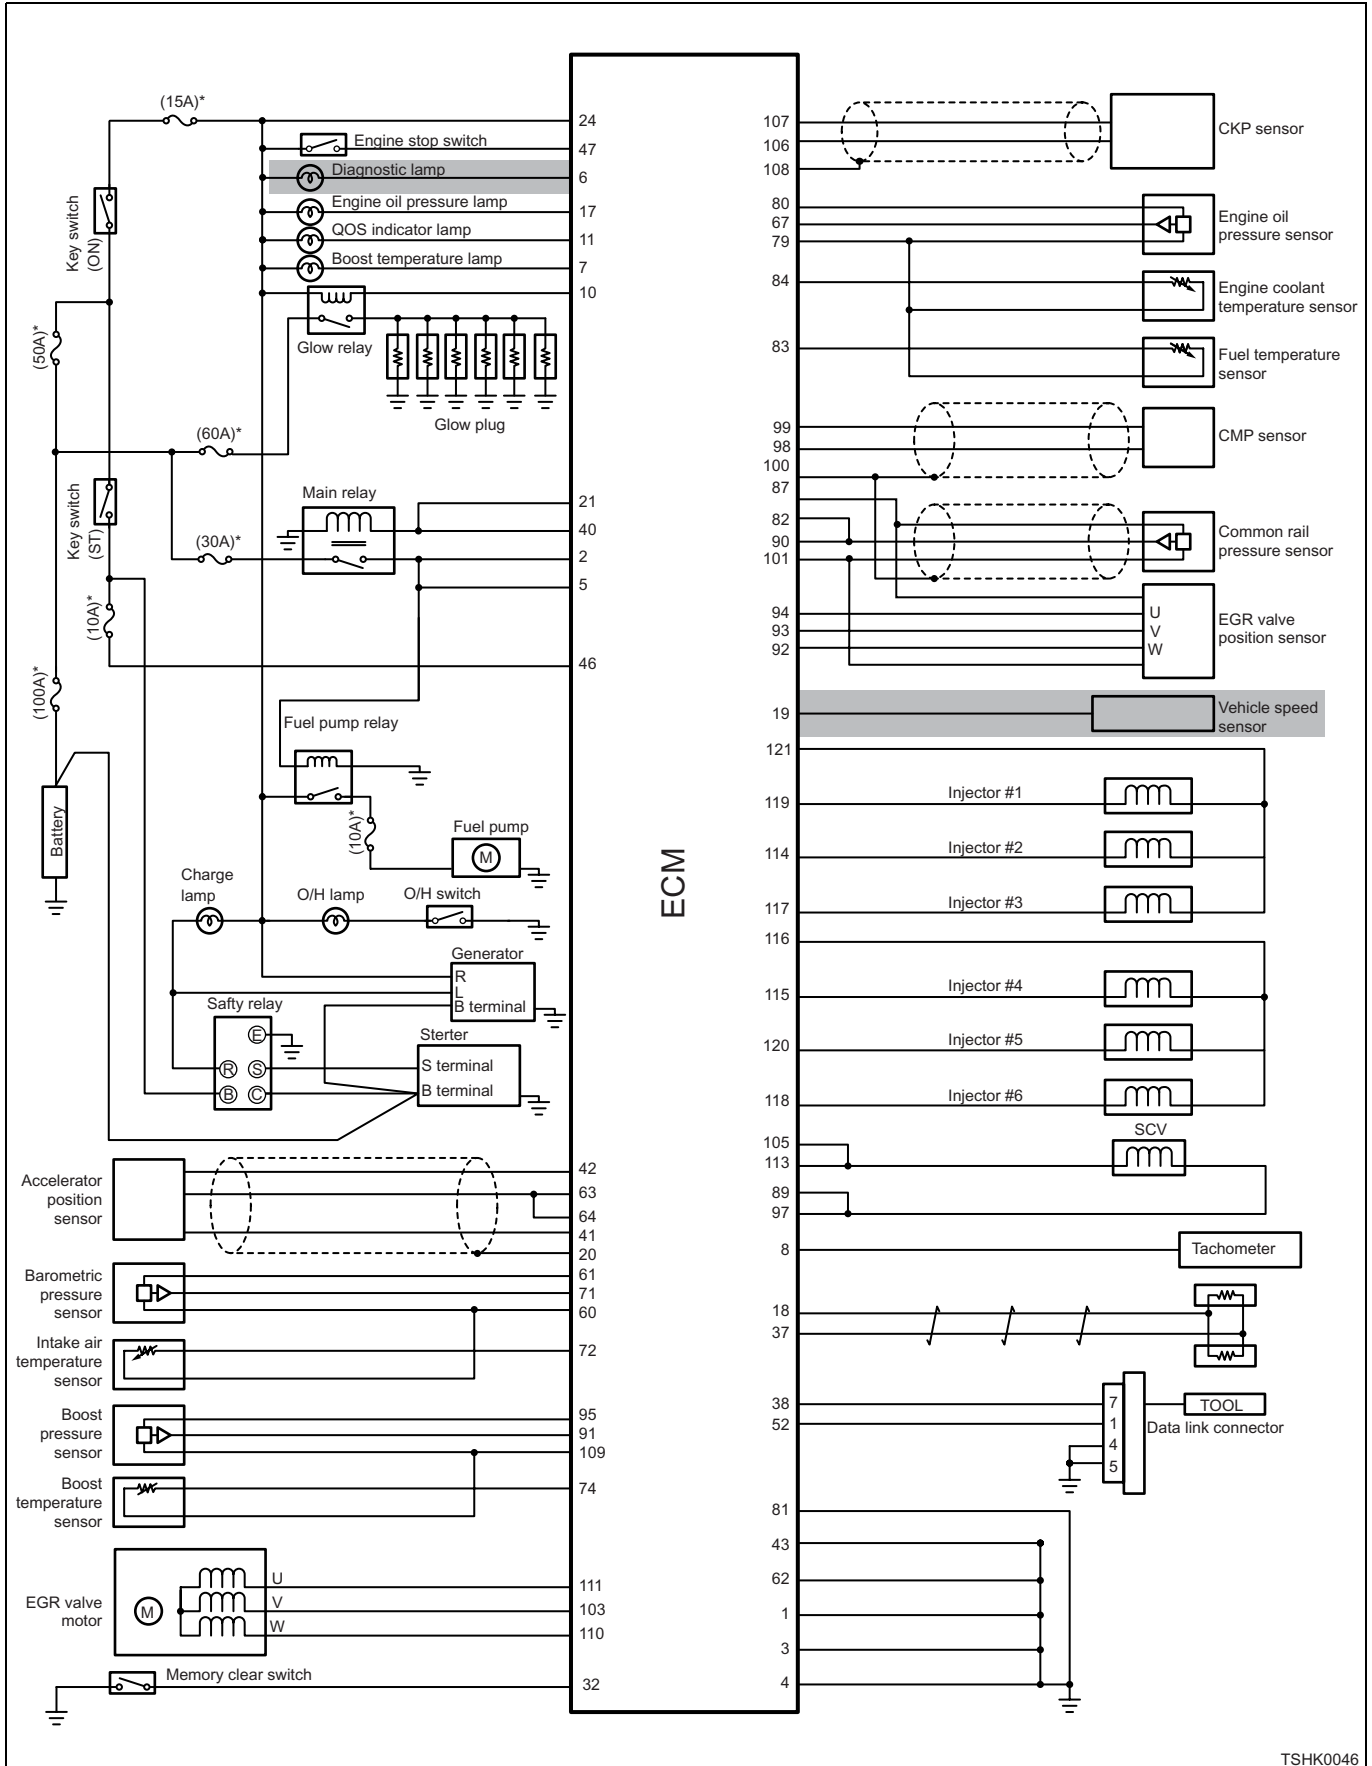 (15A)*
24
Engine stop switch
47
Diagnostic lamp
6
Engine oil pressure lamp
17
QOS indicator lamp
11
Boost temperature lamp
7
10
Key switch
(ON)
(50A)*
Glow relay
Glow plug
(60A)*
Key switch
(ST)
Main relay
21
40
(30A)*
2
5
(10A)*
46
(100A)*
Fuel pump relay
Battery
(10A)*
Fuel pump
M
Charge
lamp
O/H lamp
O/H switch
Generator
R
L
B terminal
Safty relay
E
R
S
B
C
Starter
S terminal
B terminal
Accelerator
position
sensor
42
63
64
41
20
Barometric
pressure
sensor
61
71
60
Intake air
temperature
sensor
72
Boost
pressure
sensor
95
91
109
Boost
temperature
sensor
74
EGR valve
motor
M
U
V
W
111
103
110
Memory clear switch
32
ECM
107
106
108
CKP sensor
80
67
79
Engine oil
pressure sensor
84
Engine coolant
temperature sensor
83
Fuel temperature
sensor
99
98
100
CMP sensor
87
82
90
101
Common rail
pressure sensor
94
93
92
U
V
W
EGR valve
position sensor
19
Vehicle speed
sensor
121
119
Injector #1
114
Injector #2
117
Injector #3
116
115
Injector #4
120
Injector #5
118
Injector #6
SCV
105
113
89
97
8
Tachometer
18
37
38
52
7
1
4
5
TOOL
Data link connector
81
43
62
1
3
4
TSHK0046